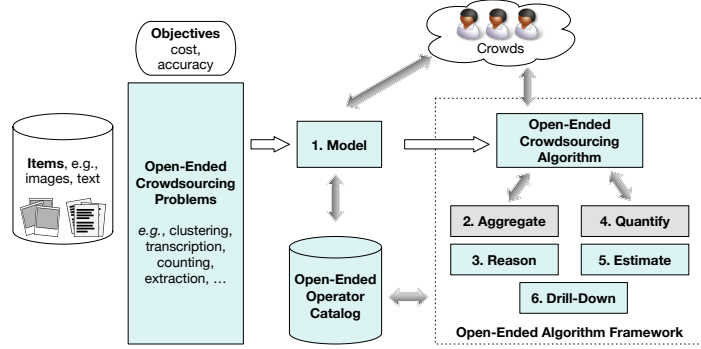 Objectives
cost,
accuracy
Crowds
Items, e.g.,
images, text
Open-Ended
Crowdsourcing
Problems
e.g., clustering,
transcription,
counting,
extraction, ...
1. Model
Open-Ended
Operator
Catalog
Open-Ended
Crowdsourcing
Algorithm
2. Aggregate
4. Quantify
3. Reason
5. Estimate
6. Drill-Down
Open-Ended Algorithm Framework